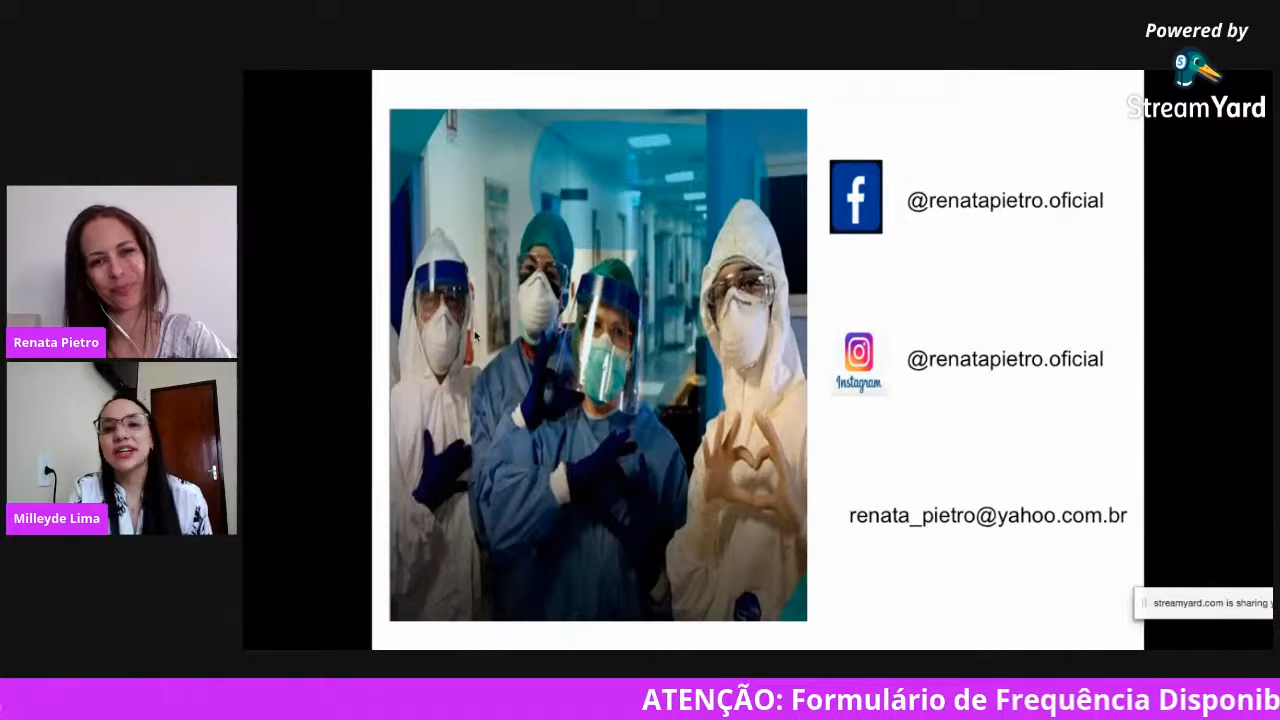 Powered by
StreamYard
@renatapietro.oficial
Instagram
@renatapietro.oficial
renata_pietro@yahoo.com.br
Renata Pietro
Milleyde Lima
streamyard.com is sharing
ATENÇÃO: Formulário de Frequência Disponib